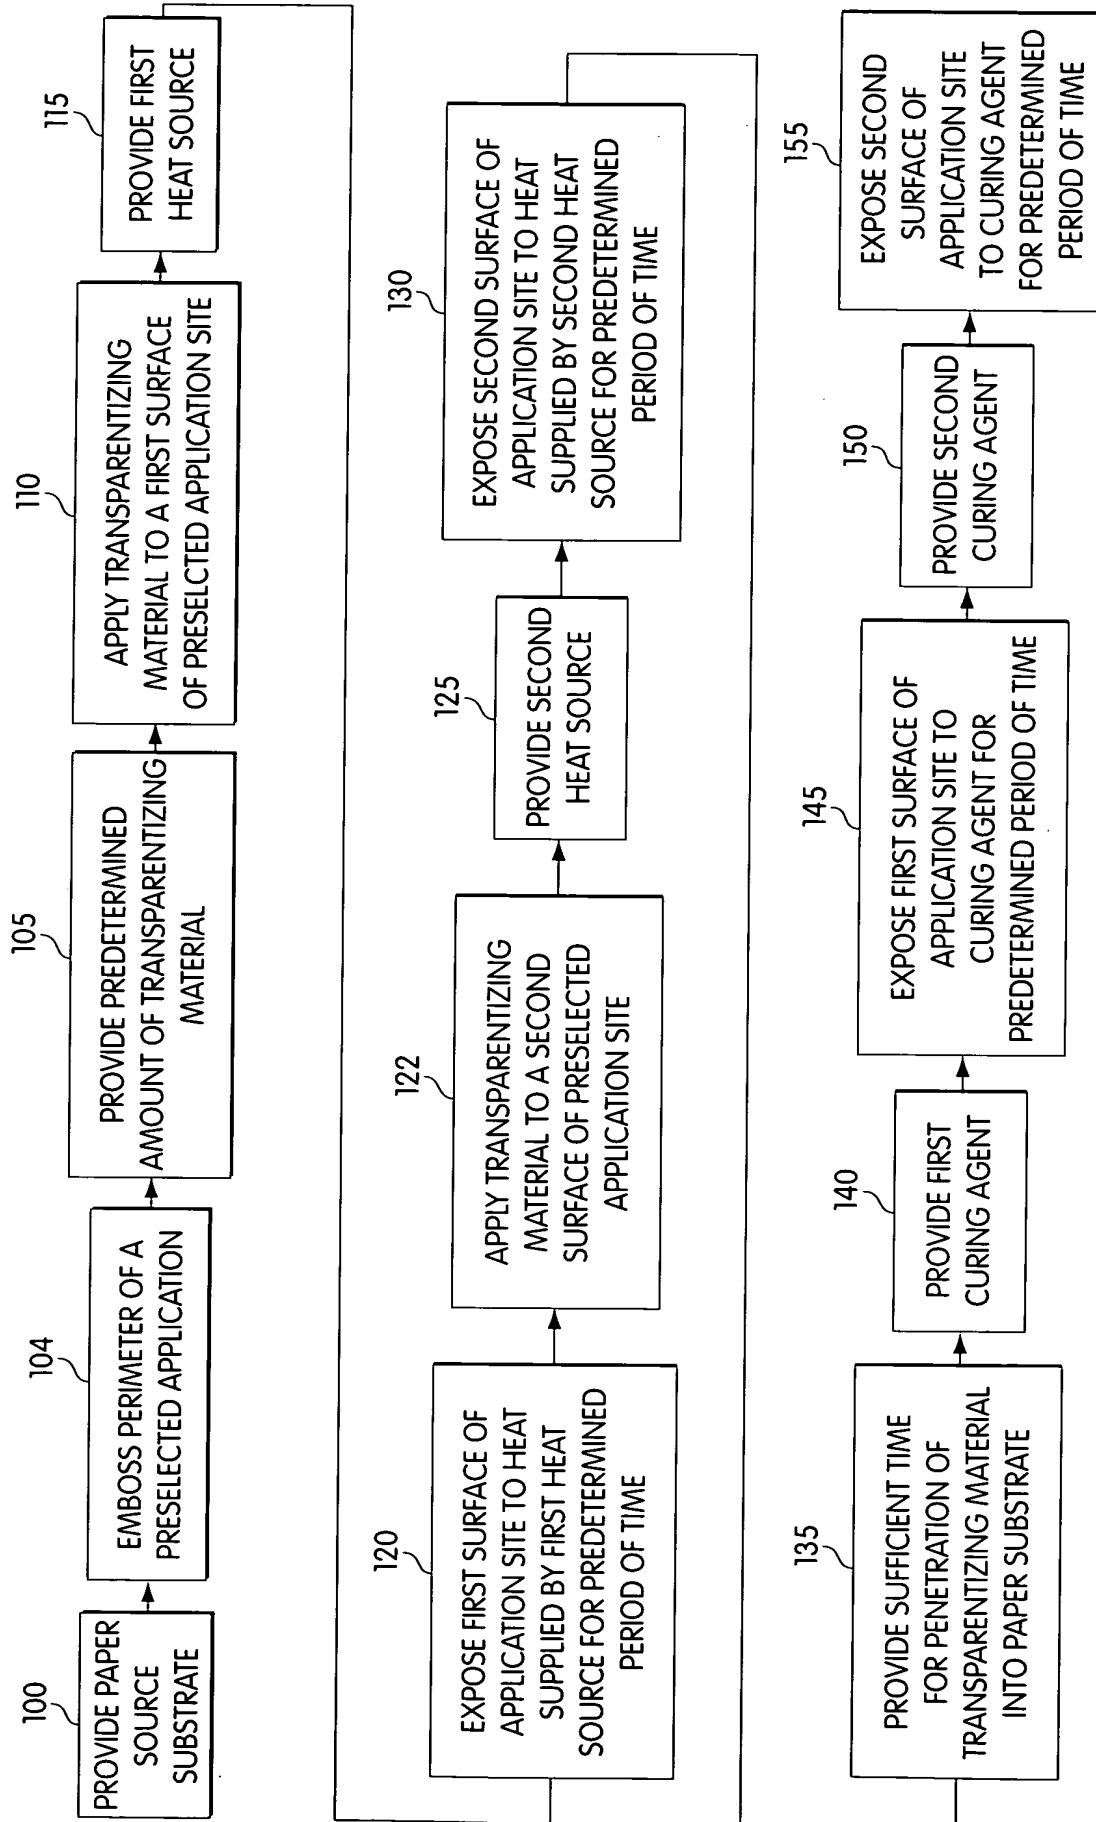 100
PROVIDE PAPER
SOURCE
SUBSTRATE
104
EMBOSS PERIMETER OF A
PRESELECTED APPLICATION
105
PROVIDE PREDETMINED
AMOUNT OF TRANSPARENTIZING
MATERIAL
110
APPLY TRANSPARENTIZING
MATERIAL TO A FIRST SURFACE
OF PRESELCTED APPLICATION SITE
115
PROVIDE FIRST
HEAT SOURCE
120
EXPOSE FIRST SURFACE OF
APPLICATION SITE TO HEAT
SUPPLIED BY FIRST HEAT
SOURCE FOR PREDETERMINED
PERIOD OF TIME
122
APPLY TRANSPARENTIZING
MATERIAL TO A SECOND
SURFACE OF PRESELECTED
APPLICATION SITE
125
PROVIDE SECOND
HEAT SOURCE
130
EXPOSE SECOND SURFACE OF
APPLICATION SITE TO HEAT
SUPPLIED BY SECOND HEAT
SOURCE FOR PREDETERMINED
PERIOD OF TIME
135
PROVIDE SUFFICIENT TIME
FOR PENETRATION OF
TRANSPARENTIZING MATERIAL
INTO PAPER SUBSTRATE
140
PROVIDE FIRST
CURING AGENT
145
EXPOSE FIRST SURFACE OF
APPLICATION SITE TO
CURING AGENT FOR
PREDETERMINED PERIOD OF TIME
150
PROVIDE SECOND
CURING AGENT
155
EXPOSE SECOND
SURFACE OF
APPLICATION SITE
TO CURING AGENT
FOR PREDETERMINED
PERIOD OF TIME